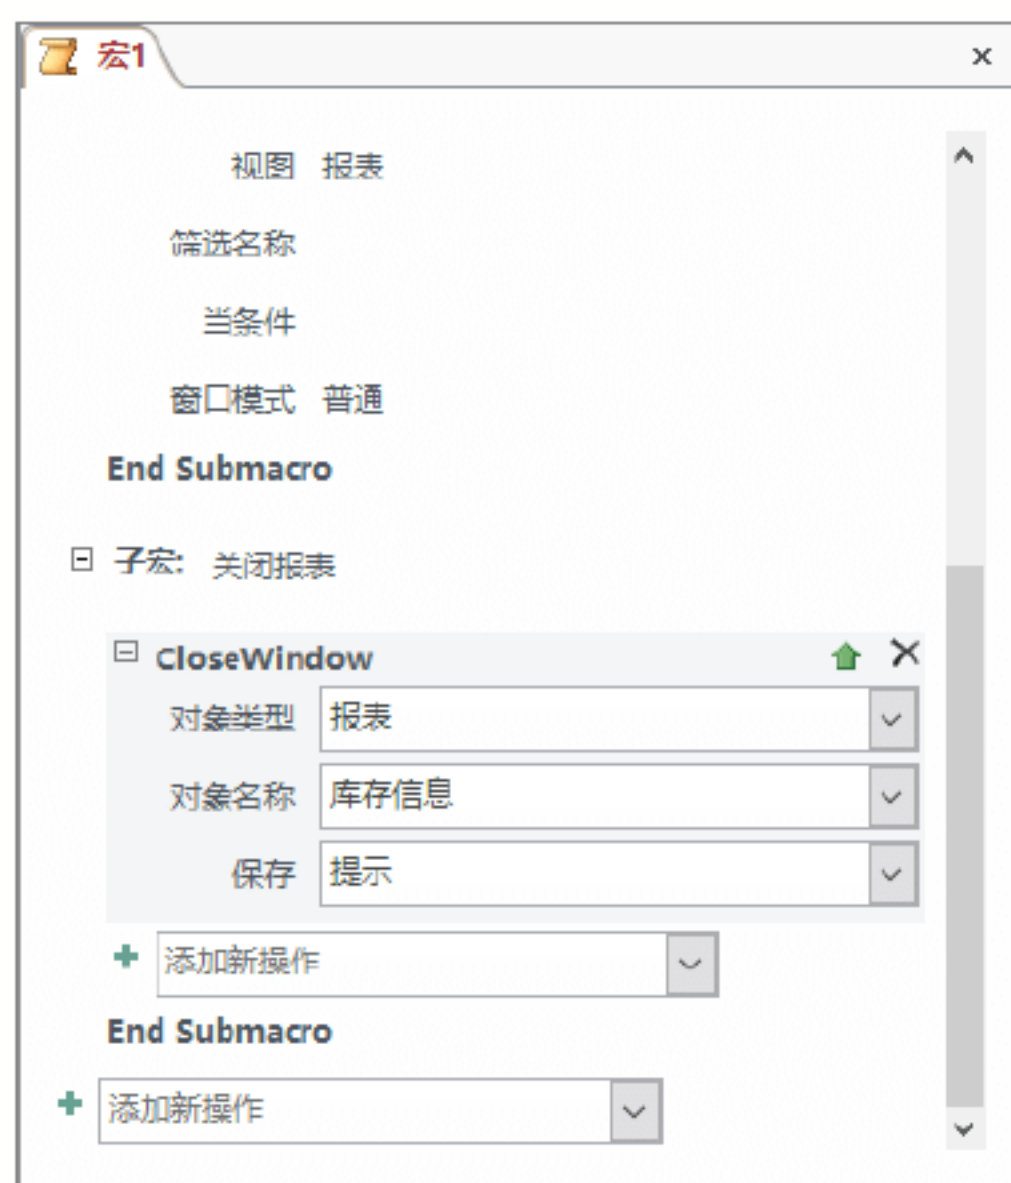 宏1
视图 报表
筛选名称
当条件
窗口模式 普通
End Submacro
子宏: 关闭报表
CloseWindow
对象类型 报表
对象名称 库存信息
保存 提示
添加新操作
End Submacro
添加新操作